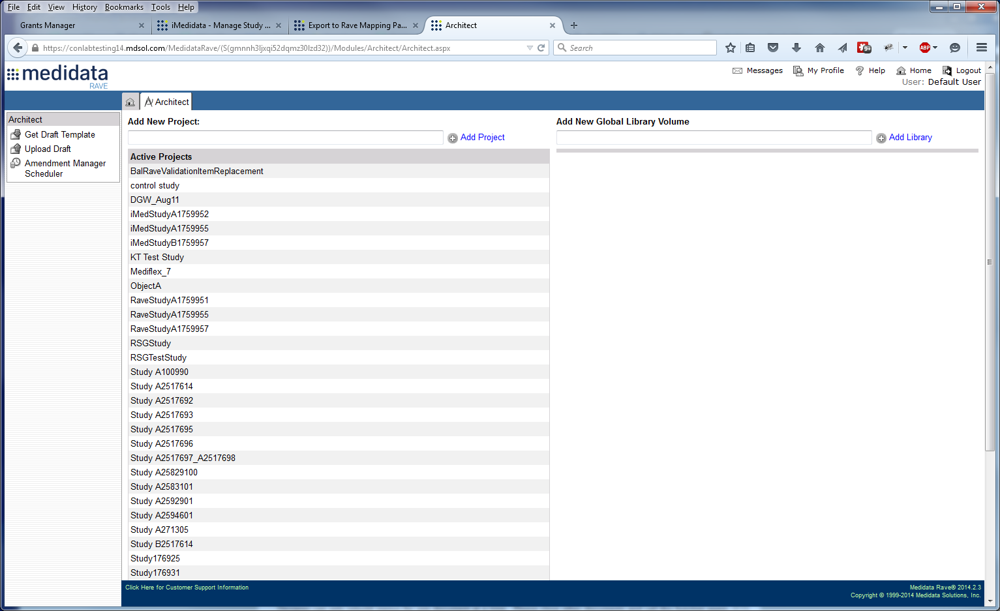 File Edit View History Bookmarks Tools Help
Grants Manager
iMedidata - Manage Study ...
Export to Rave Mapping Pa...
Architect
https://conlabtesting14.mdsol.com/MedidataRave/(S(gmnnh3ljxqi52dqmz30lzd32))/Modules/Architect/Architect.aspx
Search
9+
ABP
medidata
RAVE
Messages My Profile Help Home Logout
User: Default User
Architect
Architect
Get Draft Template
Upload Draft
Amendment Manager
Scheduler
Add New Project:
Add Project
Active Projects
BalRaveValidationItemReplacement
control study
DGW_Aug11
iMedStudyA1759952
iMedStudyA1759955
iMedStudyB1759957
KT Test Study
Mediflex_7
ObjectA
RaveStudyA1759951
RaveStudyA1759955
RaveStudyA1759957
RSGStudy
RSGTestStudy
Study A100990
Study A2517614
Study A2517692
Study A2517693
Study A2517695
Study A2517696
Study A2517697_A2517698
Study A25829100
Study A2583101
Study A2592901
Study A2594601
Study A271305
Study B2517614
Study176925
Study176931
Add New Global Library Volume
Add Library
Click Here for Customer Support Information
Medidata Rave® 2014.2.3
Copyright © 1999-2014 Medidata Solutions, Inc.